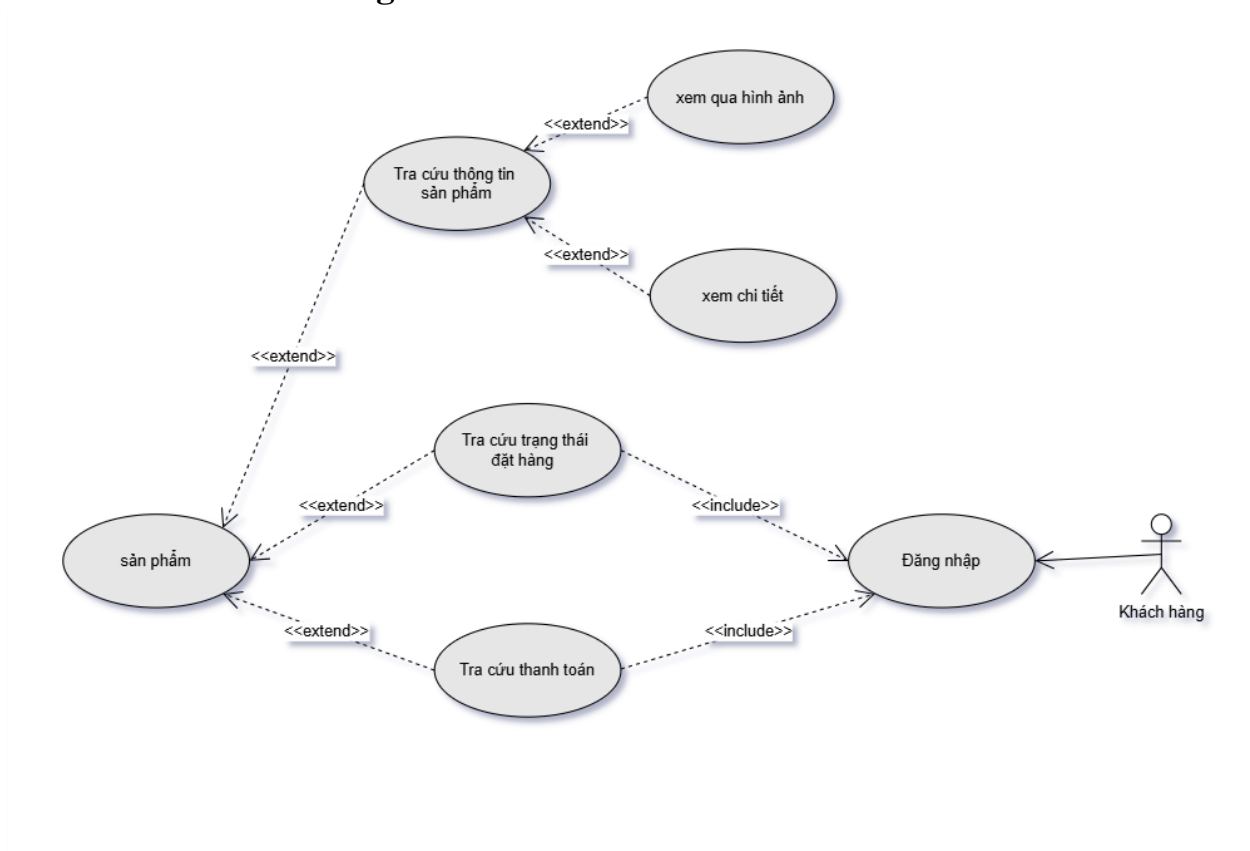 xem qua hình ảnh
<<extend>>
Tra cứu thông tin
sản phẩm
<<extend>>
xem chi tiết
<<extend>>
Tra cứu trạng thái
đặt hàng
<<extend>>
<<include>>
sản phẩm
Đăng nhập
Khách hàng
<<extend>>
<<include>>
Tra cứu thanh toán